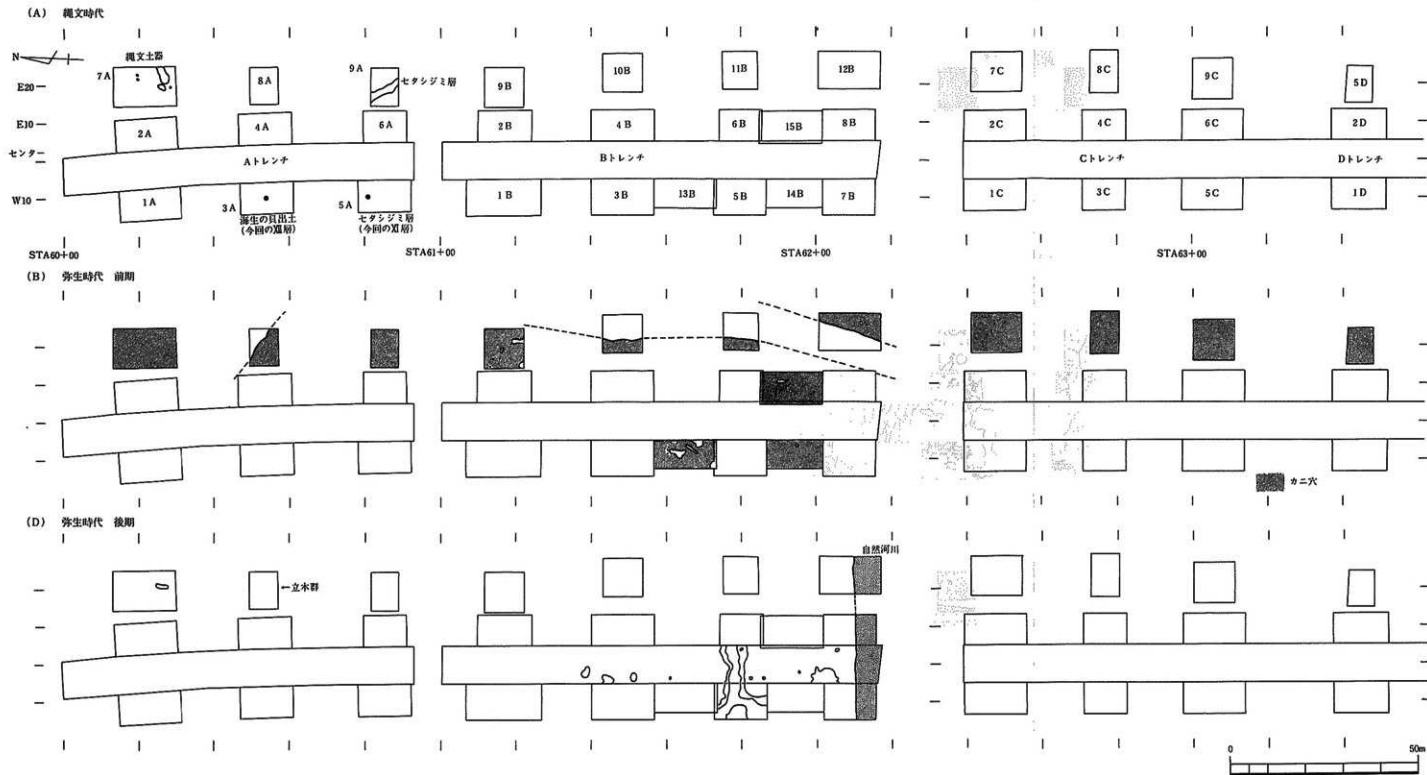 (A) 縄文時代
N
縄文土器
7A
8A
9A
セタシジミ層
9B
10B
11B
12B
7C
8C
9C
5D
E20
E10
2A
4A
6A
2B
4B
6B
15B
8B
2C
4C
6C
2D
センター
Aトレンチ
Bトレンチ
Cトレンチ
Dトレンチ
W10
1A
3A
海生の貝出土
(今回のⅫ層)
5A
セタシジミ層
(今回のⅪ層)
1B
3B
13B
5B
14B
7B
1C
3C
5C
1D
STA60+00
STA61+00
STA62+00
STA63+00
(B) 弥生時代 前期
カニ穴
(D) 弥生時代 後期
←立木群
自然河川
0
50m